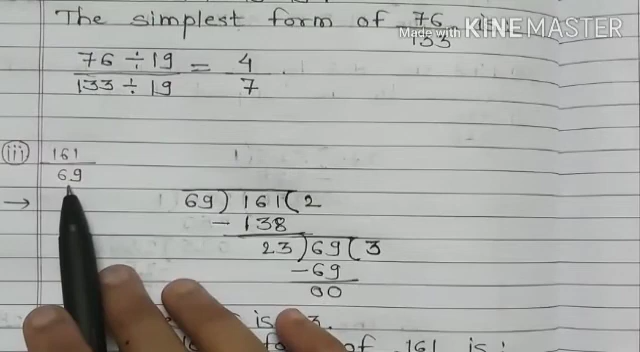 The simplest form of 76
133
Made with KINEMASTER
76 ÷ 19 = 4
133 ÷ 19 7 .
(iii) 161
69
→ 69 ) 161 ( 2
- 138
23 ) 69 ( 3
- 69
00
is 3.
of 161 is :